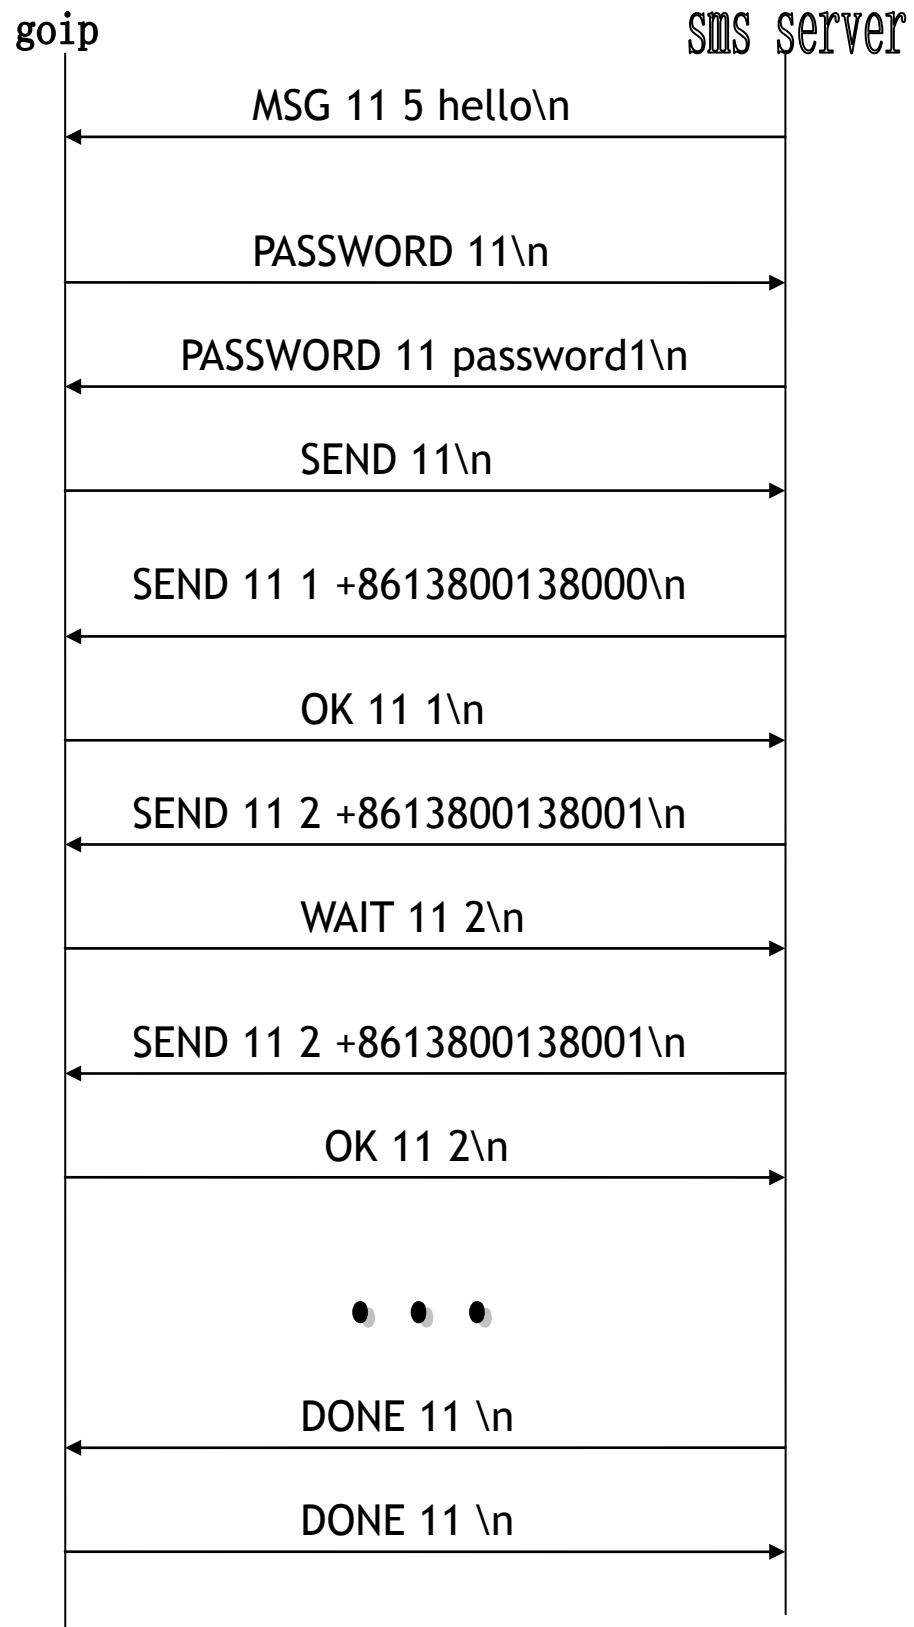 goip
sms server
MSG 11 5 hello\n
PASSWORD 11\n
PASSWORD 11 password1\n
SEND 11\n
SEND 11 1 +8613800138000\n
OK 11 1\n
SEND 11 2 +8613800138001\n
WAIT 11 2\n
SEND 11 2 +8613800138001\n
OK 11 2\n
DONE 11 \n
DONE 11 \n